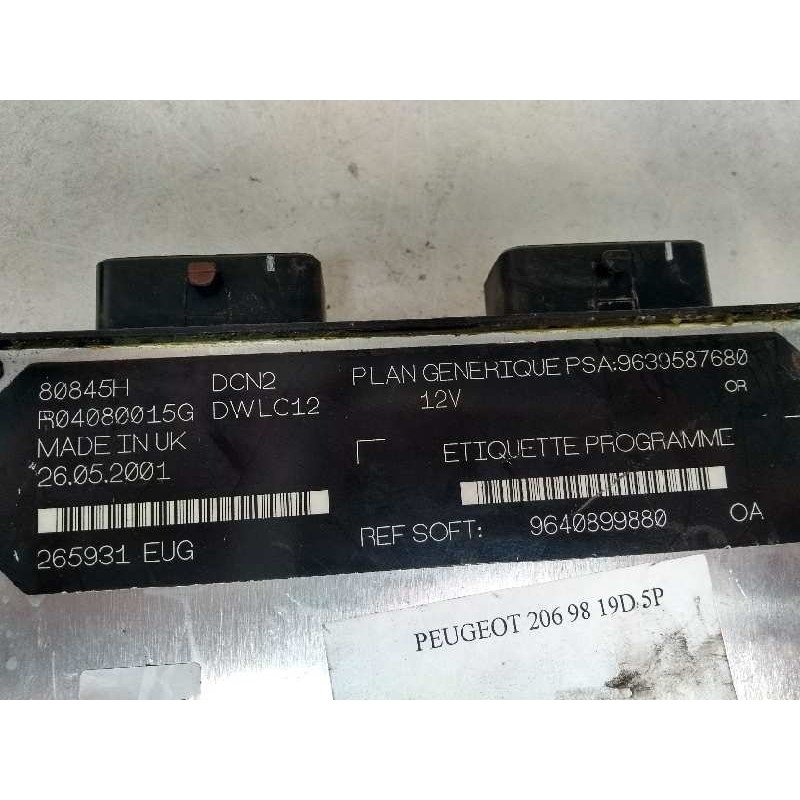 80845H DCN2 PLAN GENERIQUE PSA:9639587680
R04080015G DWLC12 12V OR
MADE IN UK
26.05.2001 ETIQUETTE PROGRAMME
REF SOFT: 9640899880 OA
265931 EUG
PEUGEOT 206 98 19D 5P